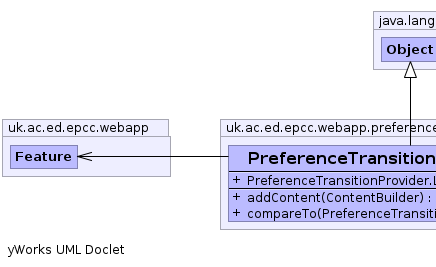 java.lang
Object
uk.ac.ed.epcc.webapp
uk.ac.ed.epcc.webapp.preference
Feature
PreferenceTransition
+ PreferenceTransitionProvider.L
+ addContent(ContentBuilder) :
+ compareTo(PreferenceTransiti
yWorks UML Doclet